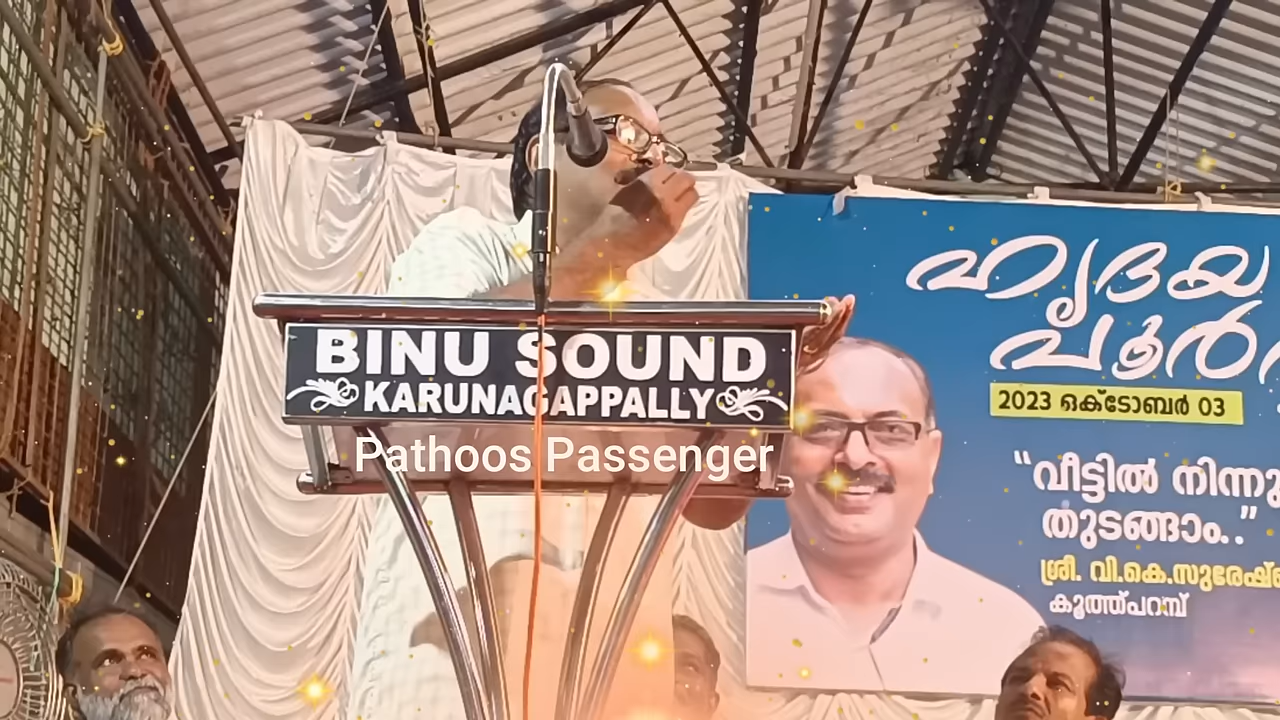 BINU SOUND
KARUNAGAPPALLY
Pathoos Passenger
ഹൃദയ
2023 ഒക്ടോബർ 03
“വീട്ടിൽ
തുടങ്ങാം..”
ശ്രീ. വി.കെ.സുരേഷ്
കൂത്ത്പറമ്പ്